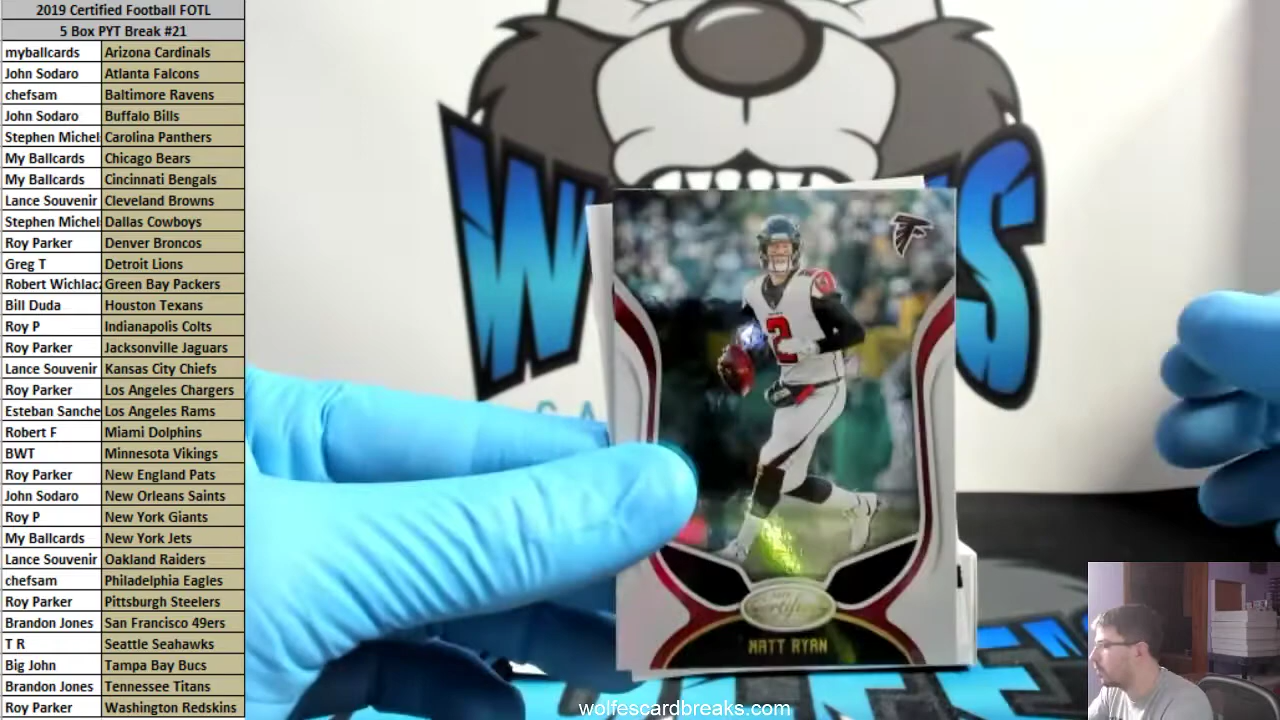 2019 Certified Football FOTL
5 Box PYT Break #21
myballcards Arizona Cardinals
John Sodaro Atlanta Falcons
chefsam Baltimore Ravens
John Sodaro Buffalo Bills
Stephen Michel Carolina Panthers
My Ballcards Chicago Bears
My Ballcards Cincinnati Bengals
Lance Souvenir Cleveland Browns
Stephen Michel Dallas Cowboys
Roy Parker Denver Broncos
Greg T Detroit Lions
Robert Wichlac Green Bay Packers
Bill Duda Houston Texans
Roy P Indianapolis Colts
Roy Parker Jacksonville Jaguars
Lance Souvenir Kansas City Chiefs
Roy Parker Los Angeles Chargers
Esteban Sanche Los Angeles Rams
Robert F Miami Dolphins
BWT Minnesota Vikings
Roy Parker New England Pats
John Sodaro New Orleans Saints
Roy P New York Giants
My Ballcards New York Jets
Lance Souvenir Oakland Raiders
chefsam Philadelphia Eagles
Roy Parker Pittsburgh Steelers
Brandon Jones San Francisco 49ers
T R Seattle Seahawks
Big John Tampa Bay Bucs
Brandon Jones Tennessee Titans
Roy Parker Washington Redskins
W S
2
Certified
MATT RYAN
wolfescardbreaks.com